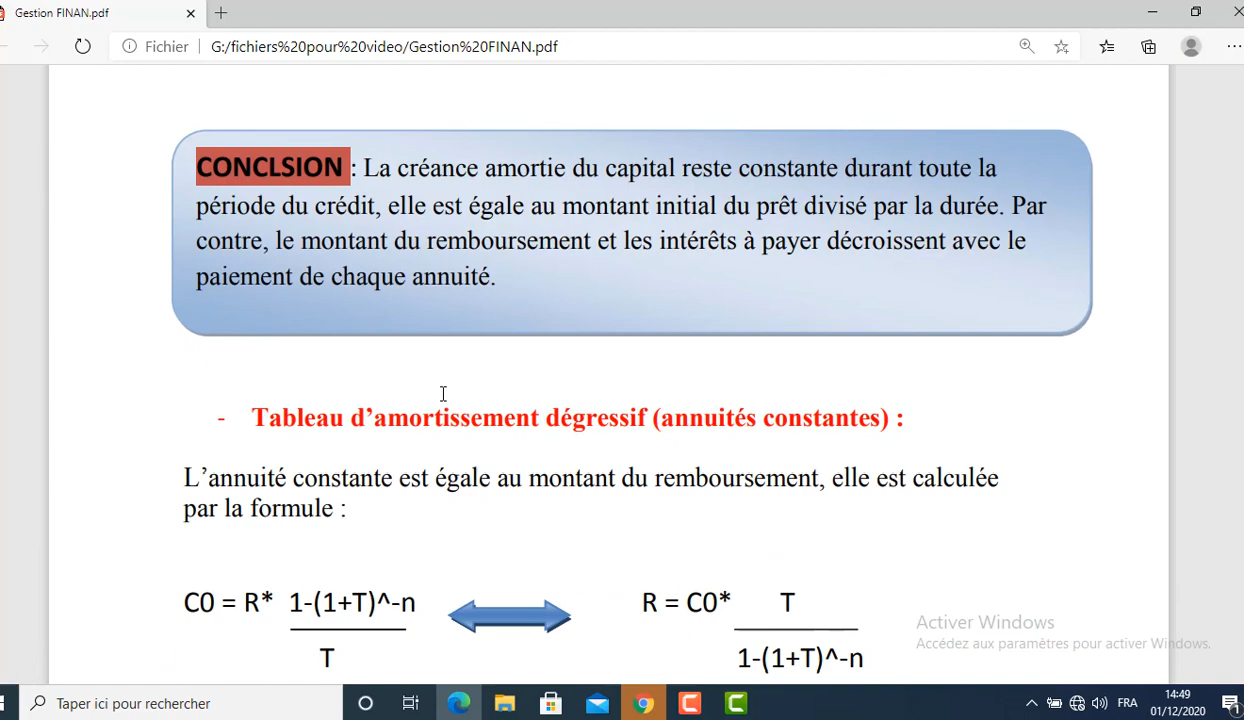 Gestion FINAN.pdf
Fichier
G:/fichiers%20pour%20video/Gestion%20FINAN.pdf
CONCLSION : La créance amortie du capital reste constante durant toute la
période du crédit, elle est égale au montant initial du prêt divisé par la durée. Par
contre, le montant du remboursement et les intérêts à payer décroissent avec le
paiement de chaque annuité.
- Tableau d’amortissement dégressif (annuités constantes) :
L’annuité constante est égale au montant du remboursement, elle est calculée
par la formule :
C0 = R* 1-(1+T)^-n
T
R = C0* T
1-(1+T)^-n
Activer Windows
Accédez aux paramètres pour activer Windows.
Taper ici pour rechercher
FRA
14:49
01/12/2020
1